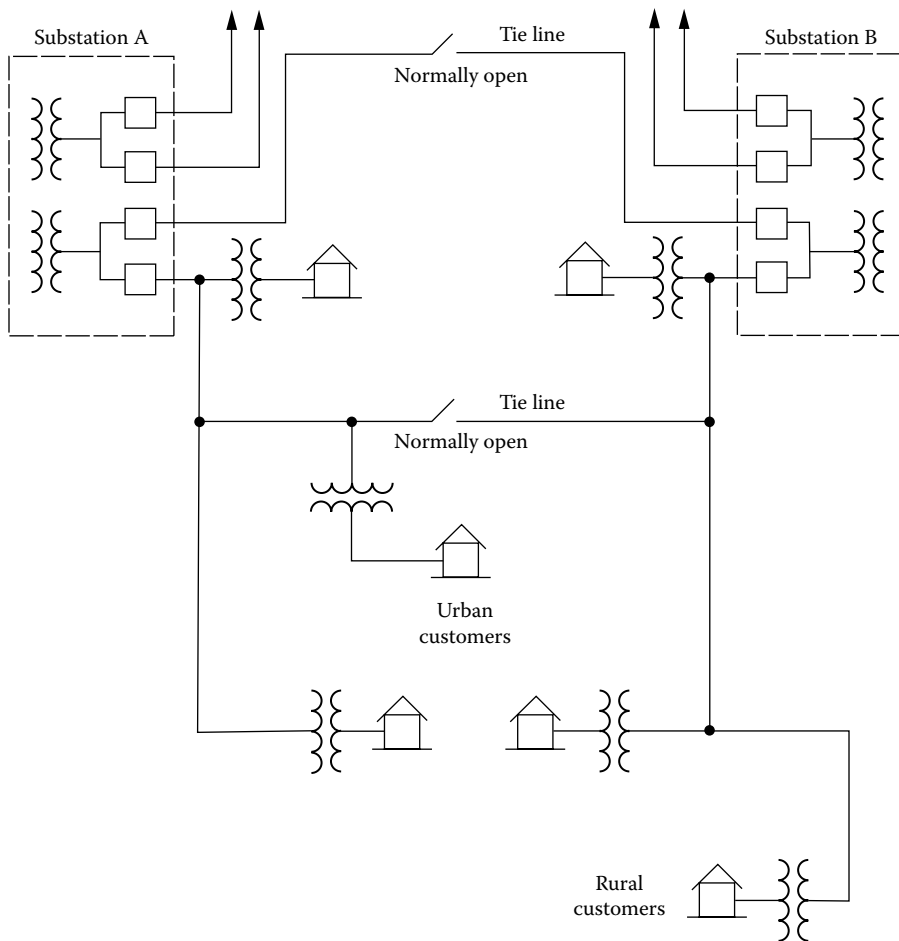 Substation A
Tie line
Substation B
Normally open
Tie line
Normally open
Urban
customers
Rural
customers